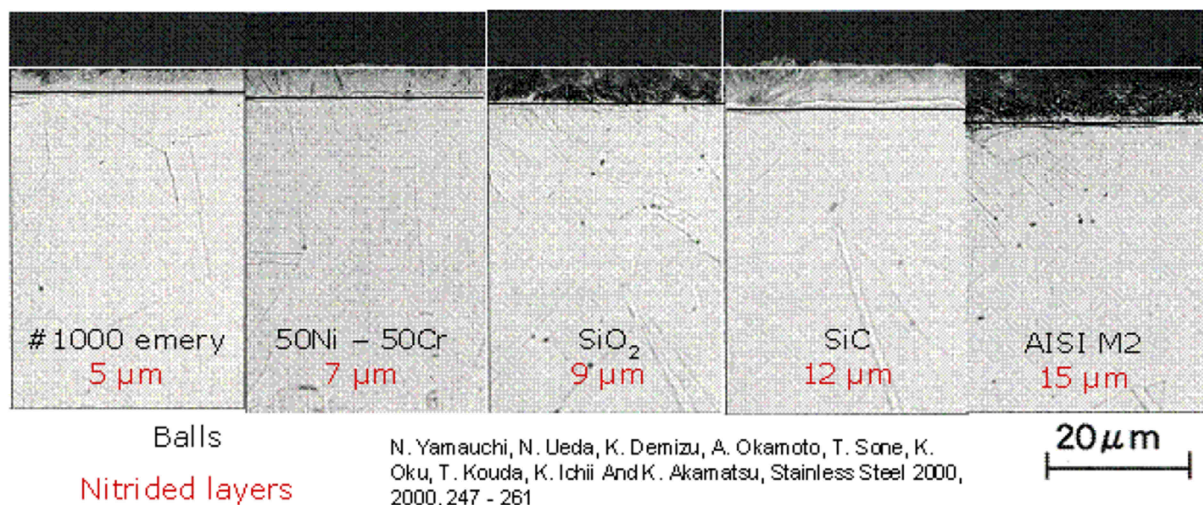 #1000 emery
5 μm
50Ni – 50Cr
7 μm
SiO₂
9 μm
SiC
12 μm
AISI M2
15 μm
Balls
Nitrided layers
N. Yamauchi, N. Ueda, K. Demizu, A. Okamoto, T. Sone, K.
Oku, T. Kouda, K. Ichii And K. Akamatsu, Stainless Steel 2000,
2000, 247 - 261
20μm